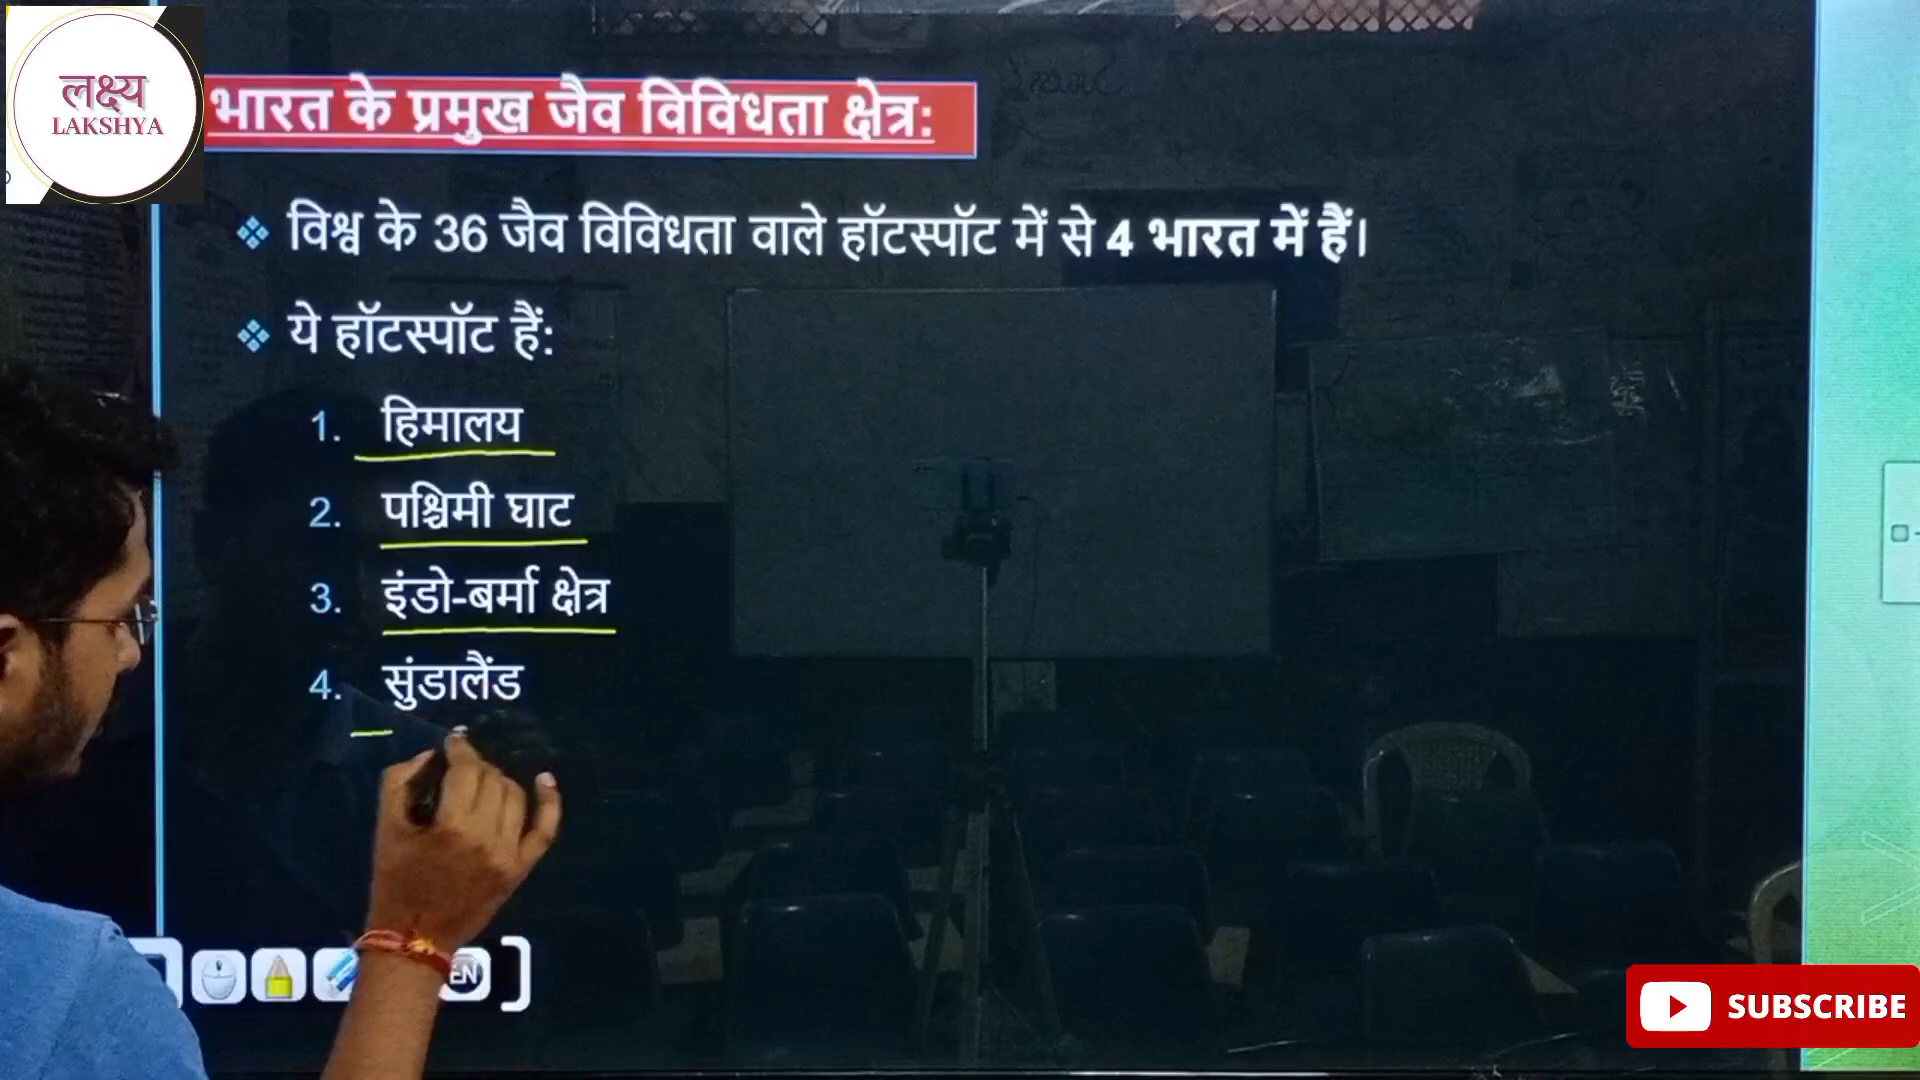 लक्ष्य
LAKSHYA
भारत के प्रमुख जैव विविधता क्षेत्र:
❖ विश्व के 36 जैव विविधता वाले हॉटस्पॉट में से 4 भारत में हैं।
❖ ये हॉटस्पॉट हैं:
1. हिमालय
2. पश्चिमी घाट
3. इंडो-बर्मा क्षेत्र
4. सुंडालैंड
EN
SUBSCRIBE